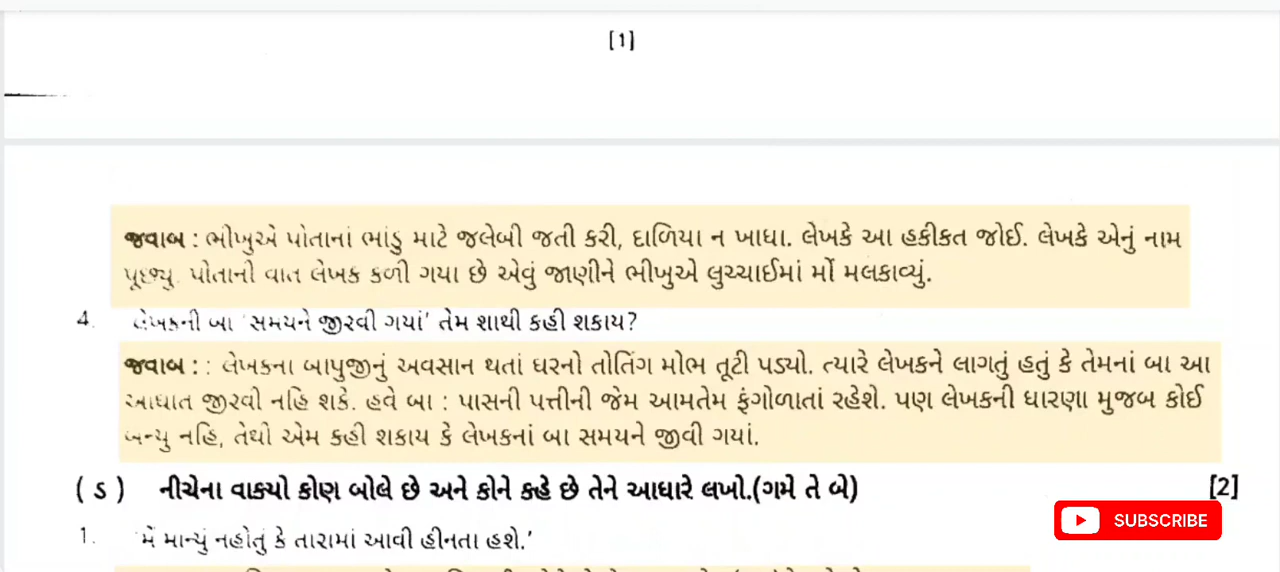 [1]
જવાબ : ભીખુએ પોતાનાં ભાંડુ માટે જલેબી જતી કરી, દાળિયા ન ખાધા. લેખકે આ હકીકત જોઈ. લેખકે એનું નામ
પૂછ્યુ. પોતાની વાત લેખક કળી ગયા છે એવું જાણીને ભીખુએ લુચ્ચાઈમાં મોં મલકાવ્યું.
4. લેખકની બા 'સમયને જીરવી ગયાં' તેમ શાથી કહી શકાય?
જવાબ : : લેખકના બાપુજીનું અવસાન થતાં ઘરનો તોતિંગ મોભ તૂટી પડ્યો. ત્યારે લેખકને લાગતું હતું કે તેમનાં બા આ
આઘાત જીરવી નહિ શકે. હવે બા : પાસની પત્તીની જેમ આમતેમ ફંગોળાતાં રહેશે. પણ લેખકની ધારણા મુજબ કોઈ
બન્યુ નહિ, તેથી એમ કહી શકાય કે લેખકનાં બા સમયને જીવી ગયાં.
( ડ ) નીચેના વાક્યો કોણ બોલે છે અને કોને ક્હે છે તેને આધારે લખો.(ગમે તે બે) [2]
SUBSCRIBE
1. 'મેં માન્યું નહોતું કે તારામાં આવી હીનતા હશે.'